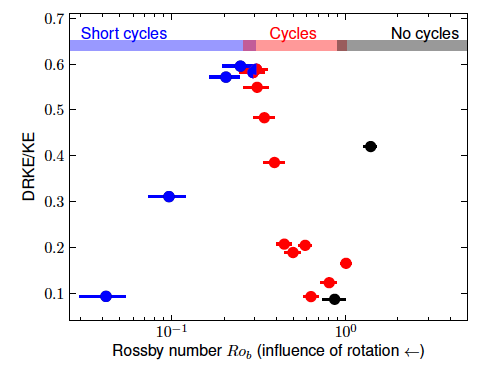 0.7
Short cycles Cycles No cycles
0.6
0.5
0.4
0.3
0.2
0.1
DRKE/KE
10⁻¹ 10⁰
Rossby number Ro_b (influence of rotation ←)